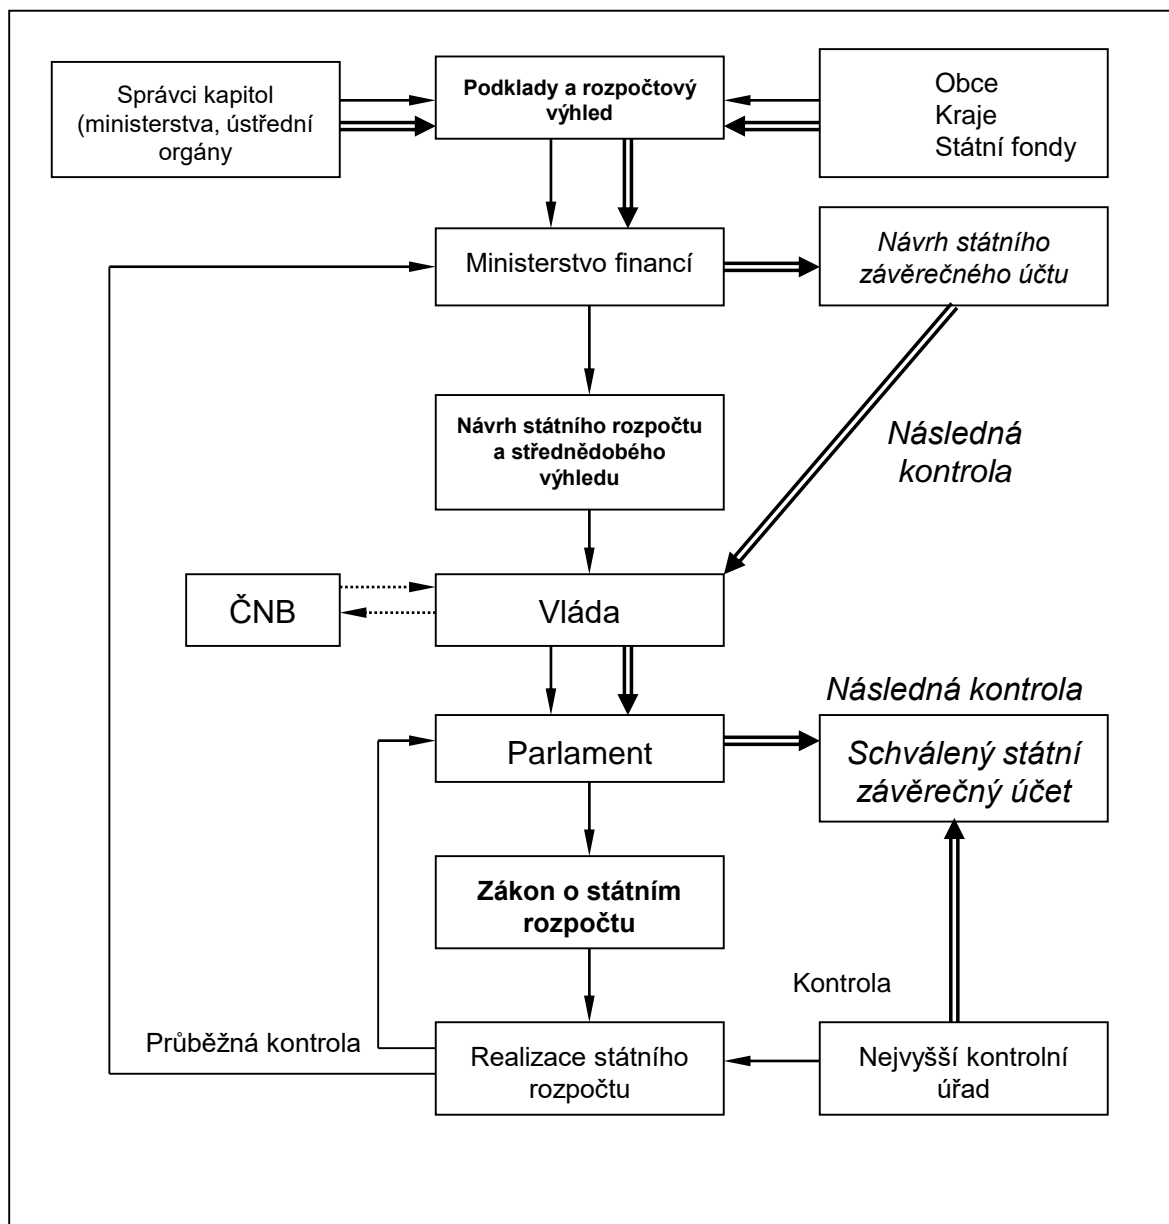 Správci kapitol
(ministerstva, ústřední
orgány
Podklady a rozpočtový
výhled
Obce
Kraje
Státní fondy
Ministerstvo financí
Návrh státního
závěrečného účtu
Návrh státního rozpočtu
a střednědobého
výhledu
Následná
kontrola
ČNB
Vláda
Následná kontrola
Parlament
Schválený státní
závěrečný účet
Zákon o státním
rozpočtu
Kontrola
Průběžná kontrola
Realizace státního
rozpočtu
Nejvyšší kontrolní
úřad